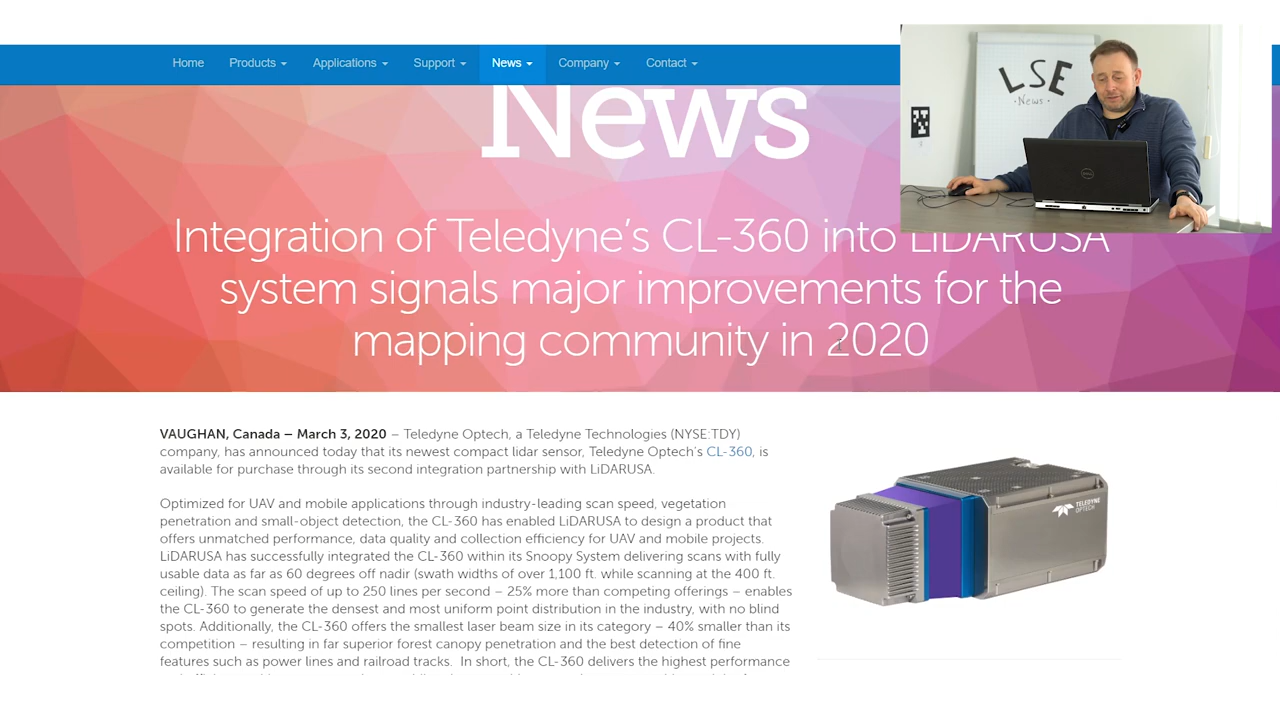 Home Products Applications Support News Company Contact
LSE
News
News
Integration of Teledyne's CL-360 into LiDARUSA
system signals major improvements for the
mapping community in 2020
VAUGHAN, Canada – March 3, 2020 – Teledyne Optech, a Teledyne Technologies (NYSE:TDY)
company, has announced today that its newest compact lidar sensor, Teledyne Optech's CL-360, is
available for purchase through its second integration partnership with LiDARUSA.
Optimized for UAV and mobile applications through industry-leading scan speed, vegetation
penetration and small-object detection, the CL-360 has enabled LiDARUSA to design a product that
offers unmatched performance, data quality and collection efficiency for UAV and mobile projects.
LiDARUSA has successfully integrated the CL-360 within its Snoopy System delivering scans with fully
usable data as far as 60 degrees off nadir (swath widths of over 1,100 ft. while scanning at the 400 ft.
ceiling). The scan speed of up to 250 lines per second – 25% more than competing offerings – enables
the CL-360 to generate the densest and most uniform point distribution in the industry, with no blind
spots. Additionally, the CL-360 offers the smallest laser beam size in its category – 40% smaller than its
competition – resulting in far superior forest canopy penetration and the best detection of fine
features such as power lines and railroad tracks. In short, the CL-360 delivers the highest performance
TELEDYNE
OPTECH
DELL